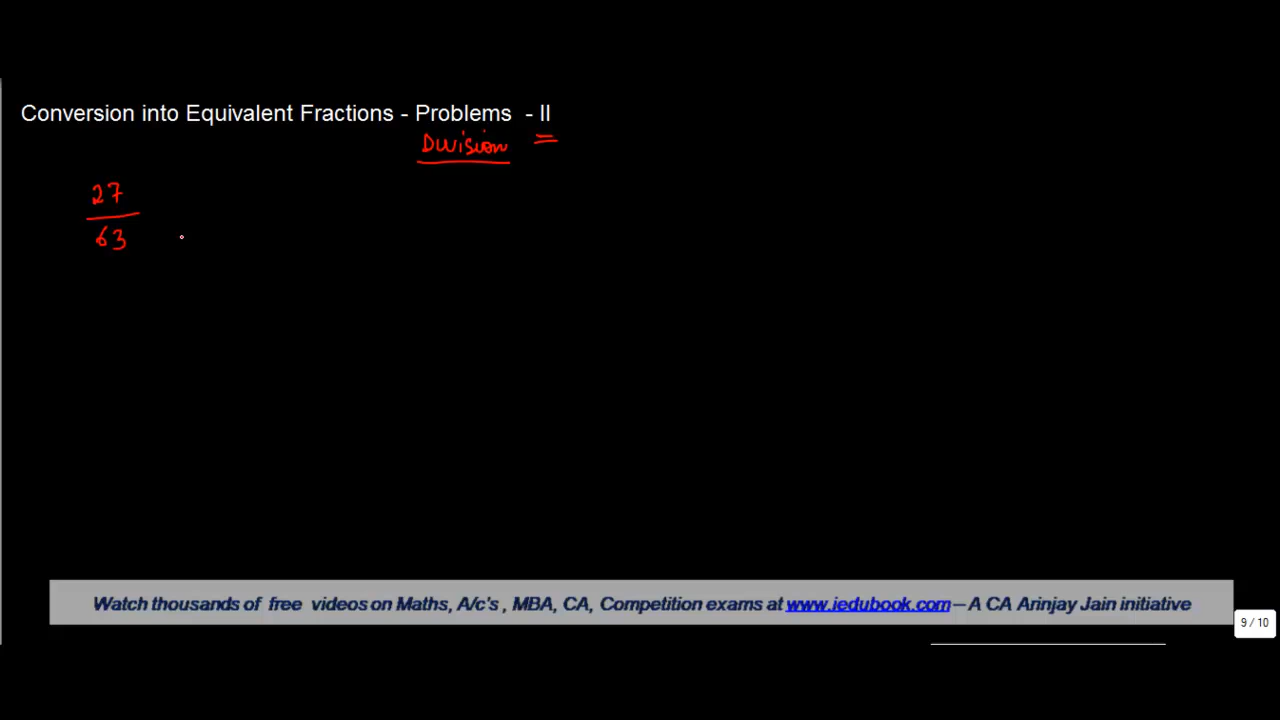 Conversion into Equivalent Fractions - Problems - II
Division =
27
63
Watch thousands of free videos on Maths, A/c's , MBA, CA, Competition exams at www.iedubook.com – A CA Arinjay Jain initiative
9 / 10